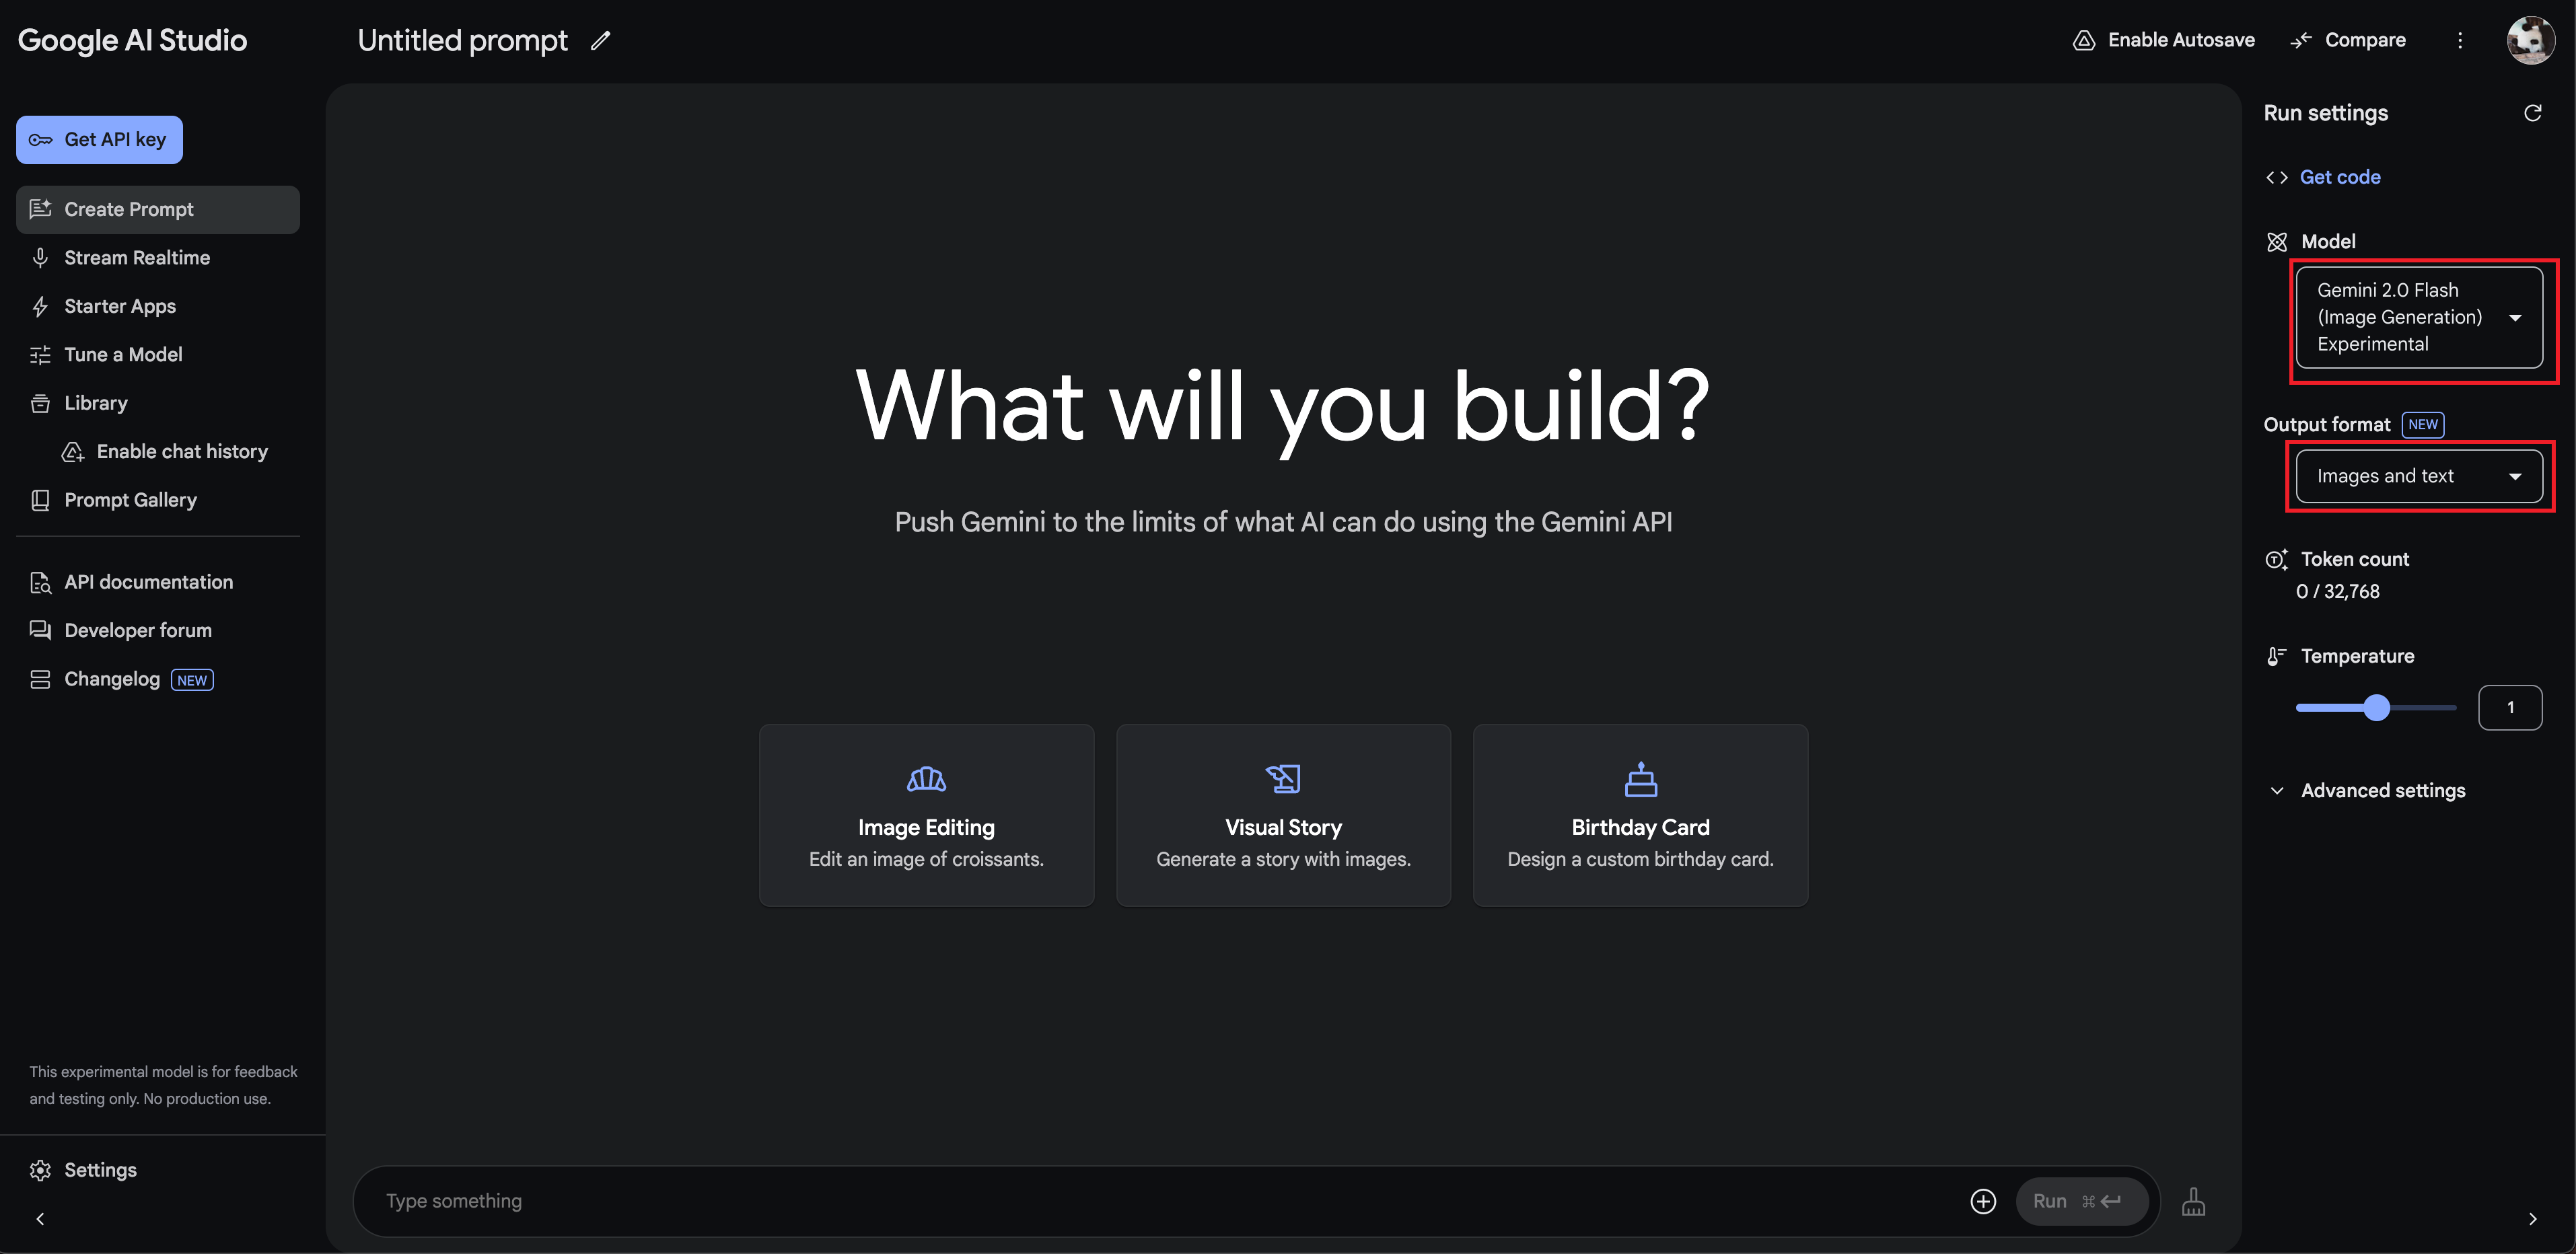 Google AI Studio
Untitled prompt
Enable Autosave
Compare
Get API key
Create Prompt
Stream Realtime
Starter Apps
Tune a Model
Library
Enable chat history
Prompt Gallery
API documentation
Developer forum
Changelog NEW
This experimental model is for feedback
and testing only. No production use.
Settings
What will you build?
Push Gemini to the limits of what AI can do using the Gemini API
Image Editing
Edit an image of croissants.
Visual Story
Generate a story with images.
Birthday Card
Design a custom birthday card.
Type something
Run ⌘
Run settings
Get code
Model
Gemini 2.0 Flash
(Image Generation)
Experimental
Output format NEW
Images and text
Token count
0 / 32,768
Temperature
1
Advanced settings